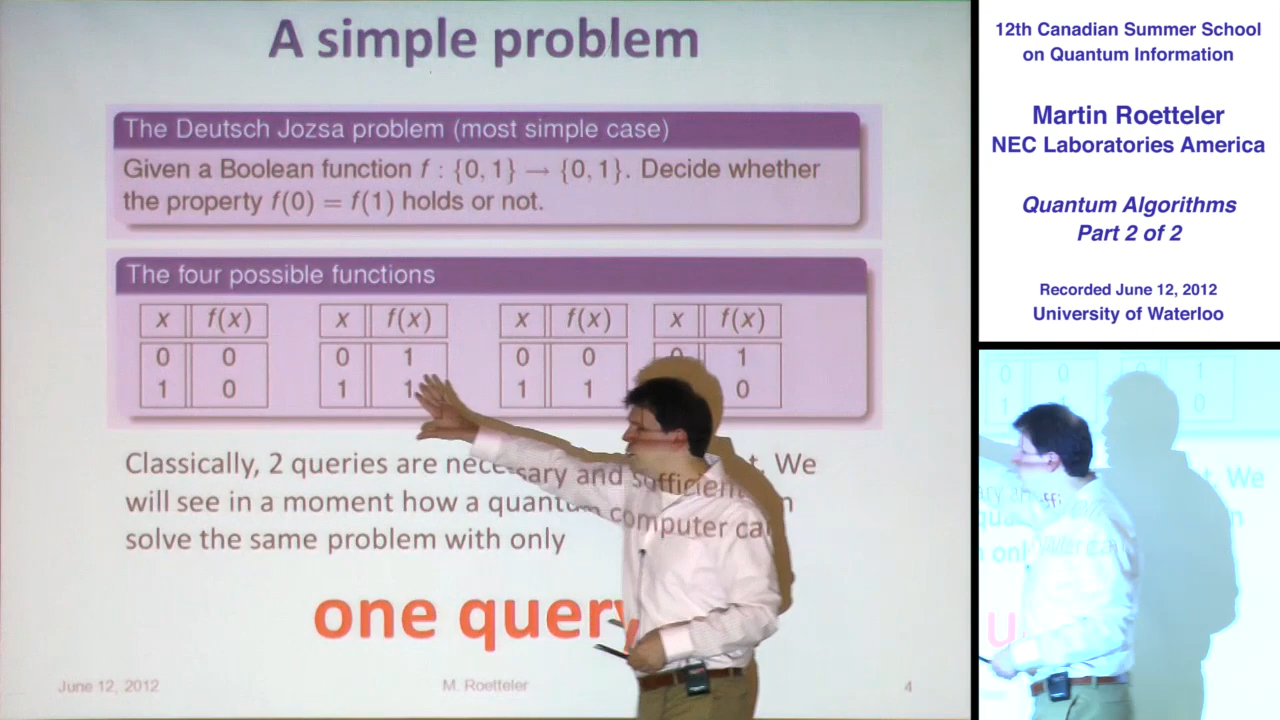 A simple problem
The Deutsch Jozsa problem (most simple case)
Given a Boolean function f : {0, 1} → {0, 1}. Decide whether
the property f(0) = f(1) holds or not.
The four possible functions
x f(x) x f(x) x f(x) x f(x)
0 0 0 1 0 0 0 1
1 0 1 1 1 1 0
Classically, 2 queries are necessary and sufficient. We
will see in a moment how a quantum computer can
solve the same problem with only
one query
June 12, 2012 M. Roetteler 4
12th Canadian Summer School
on Quantum Information
Martin Roetteler
NEC Laboratories America
Quantum Algorithms
Part 2 of 2
Recorded June 12, 2012
University of Waterloo